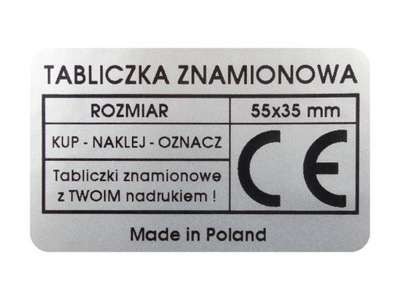 TABLICZKA ZNAMIONOWA
ROZMIAR
55x35 mm
KUP - NAKLEJ - OZNACZ
Tabliczki znamionowe
z TWOIM nadrukiem !
CE
Made in Poland